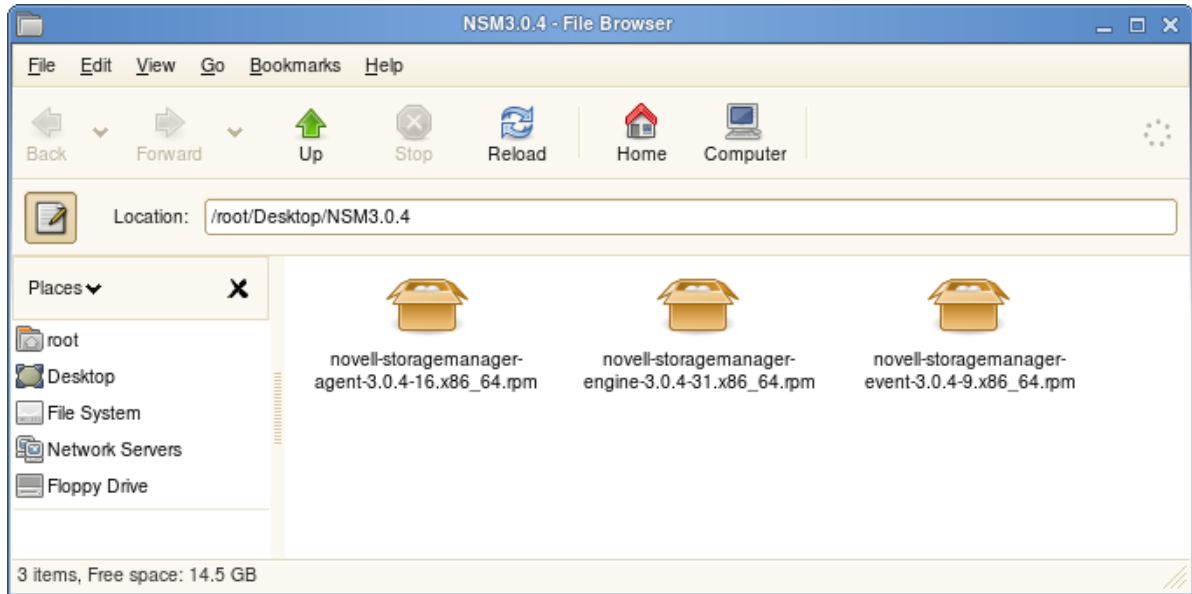 NSM3.0.4 - File Browser
File Edit View Go Bookmarks Help
Back Forward Up Stop Reload Home Computer
Location: /root/Desktop/NSM3.0.4
Places
root
Desktop
File System
Network Servers
Floppy Drive
novell-storagemanager-
agent-3.0.4-16.x86_64.rpm
novell-storagemanager-
engine-3.0.4-31.x86_64.rpm
novell-storagemanager-
event-3.0.4-9.x86_64.rpm
3 items, Free space: 14.5 GB